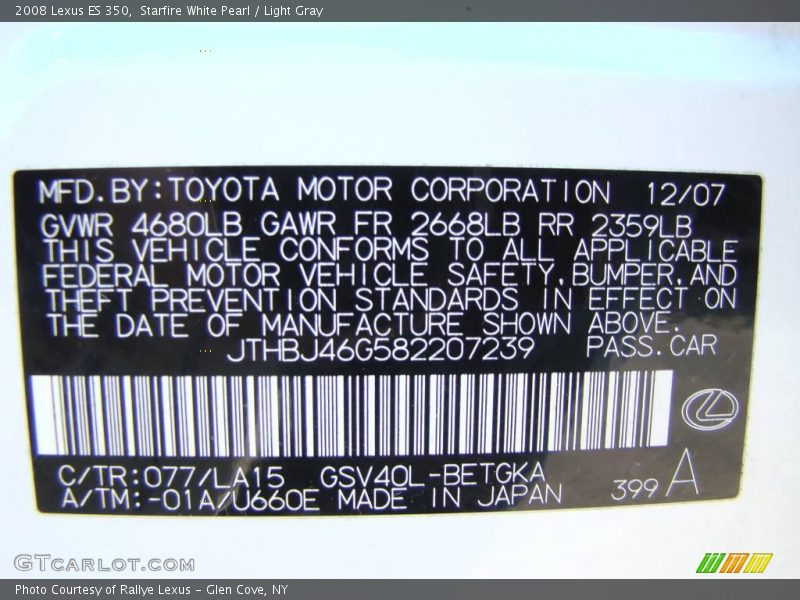 2008 Lexus ES 350, Starfire White Pearl / Light Gray
MFD. BY: TOYOTA MOTOR CORPORATION 12/07
GVWR 4680LB GAWR FR 2668LB RR 2359LB
THIS VEHICLE CONFORMS TO ALL APPLICABLE
FEDERAL MOTOR VEHICLE SAFETY, BUMPER, AND
THEFT PREVENTION STANDARDS IN EFFECT ON
THE DATE OF MANUFACTURE SHOWN ABOVE.
JTHBJ46G582207239 PASS. CAR
C/TR: 077/LA15 GSV40L-BETGKA
A/TM: -01A/U660E MADE IN JAPAN 399 A
GTCARLOT.COM
Photo Courtesy of Rallye Lexus - Glen Cove, NY